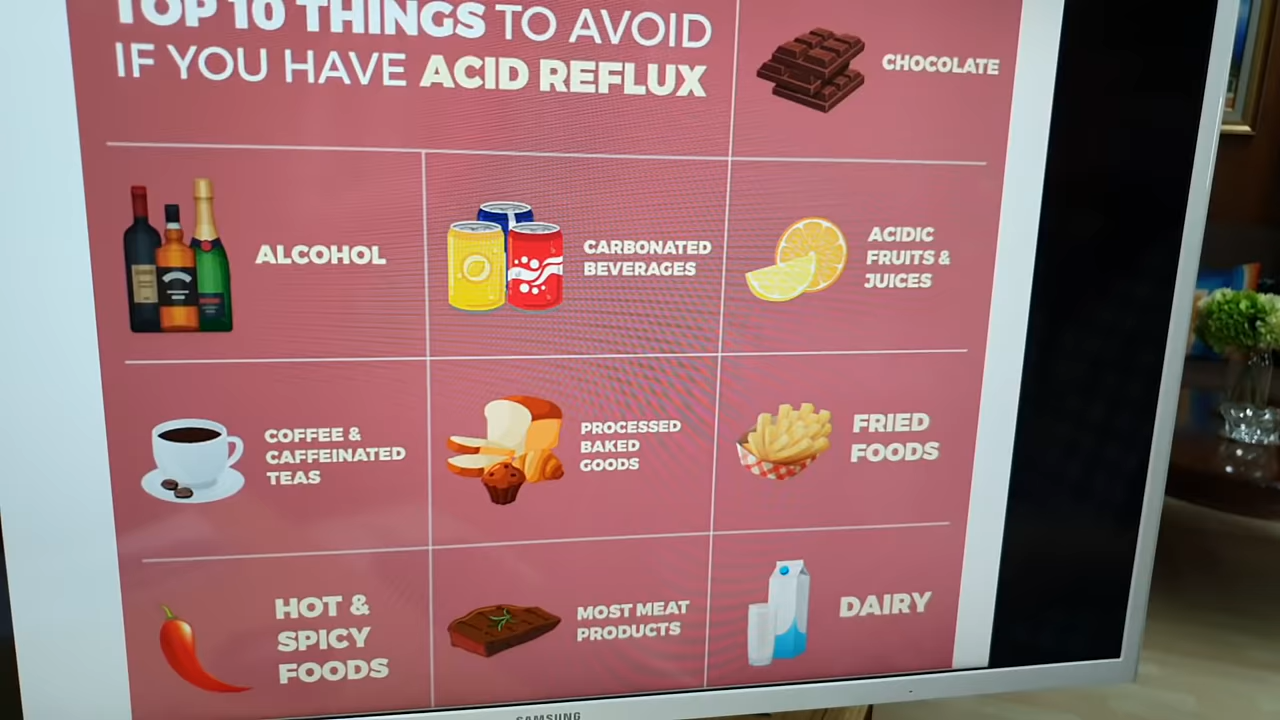 TOP 10 THINGS TO AVOID
IF YOU HAVE ACID REFLUX
CHOCOLATE
ALCOHOL
CARBONATED
BEVERAGES
ACIDIC
FRUITS &
JUICES
COFFEE &
CAFFEINATED
TEAS
PROCESSED
BAKED
GOODS
FRIED
FOODS
HOT &
SPICY
FOODS
MOST MEAT
PRODUCTS
DAIRY
SAMSUNG